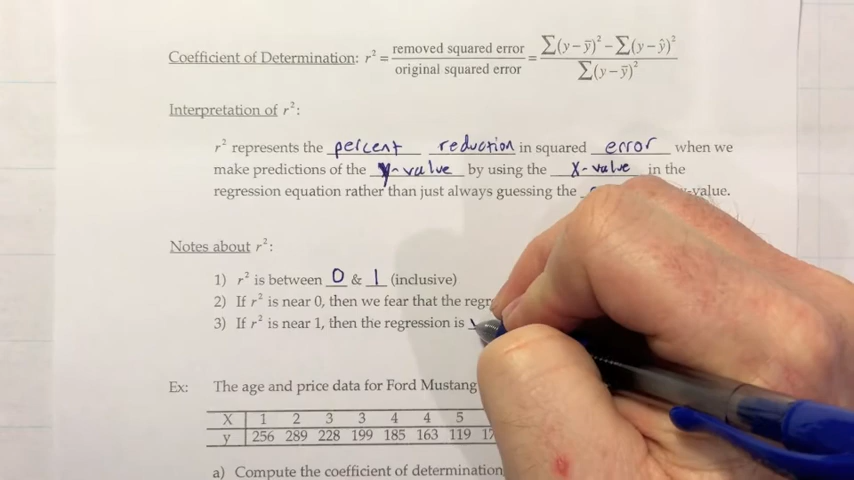 Coefficient of Determination: r² = removed squared error / original squared error = ∑(y−ȳ)² − ∑(y−ŷ)² / ∑(y−ȳ)²
Interpretation of r²:
r² represents the percent reduction in squared error when we
make predictions of the y-value by using the x-value in the
regression equation rather than just always guessing the y-value.
Notes about r²:
1) r² is between 0 & 1 (inclusive)
2) If r² is near 0, then we fear that the
3) If r² is near 1, then the regression is
Ex: The age and price data for Ford Mustang
X 1 2 3 3 4 4 5
y 256 289 228 199 185 163 119
a) Compute the coefficient of determination